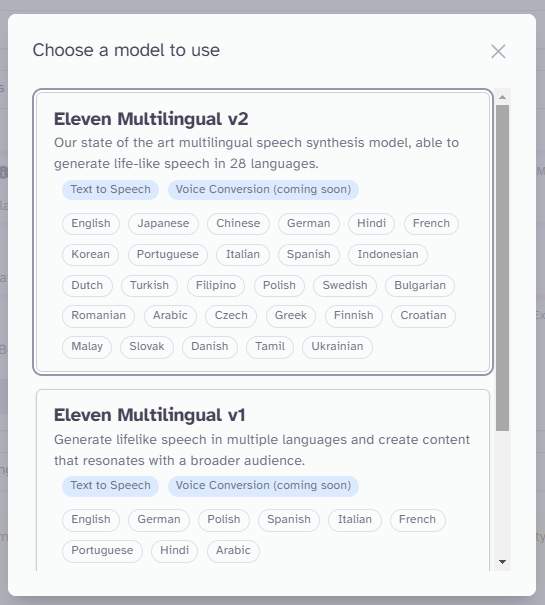 Choose a model to use
Eleven Multilingual v2
Our state of the art multilingual speech synthesis model, able to
generate life-like speech in 28 languages.
Text to Speech Voice Conversion (coming soon)
English Japanese Chinese German Hindi French
Korean Portuguese Italian Spanish Indonesian
Dutch Turkish Filipino Polish Swedish Bulgarian
Romanian Arabic Czech Greek Finnish Croatian
Malay Slovak Danish Tamil Ukrainian
Eleven Multilingual v1
Generate lifelike speech in multiple languages and create content
that resonates with a broader audience.
Text to Speech Voice Conversion (coming soon)
English German Polish Spanish Italian French
Portuguese Hindi Arabic